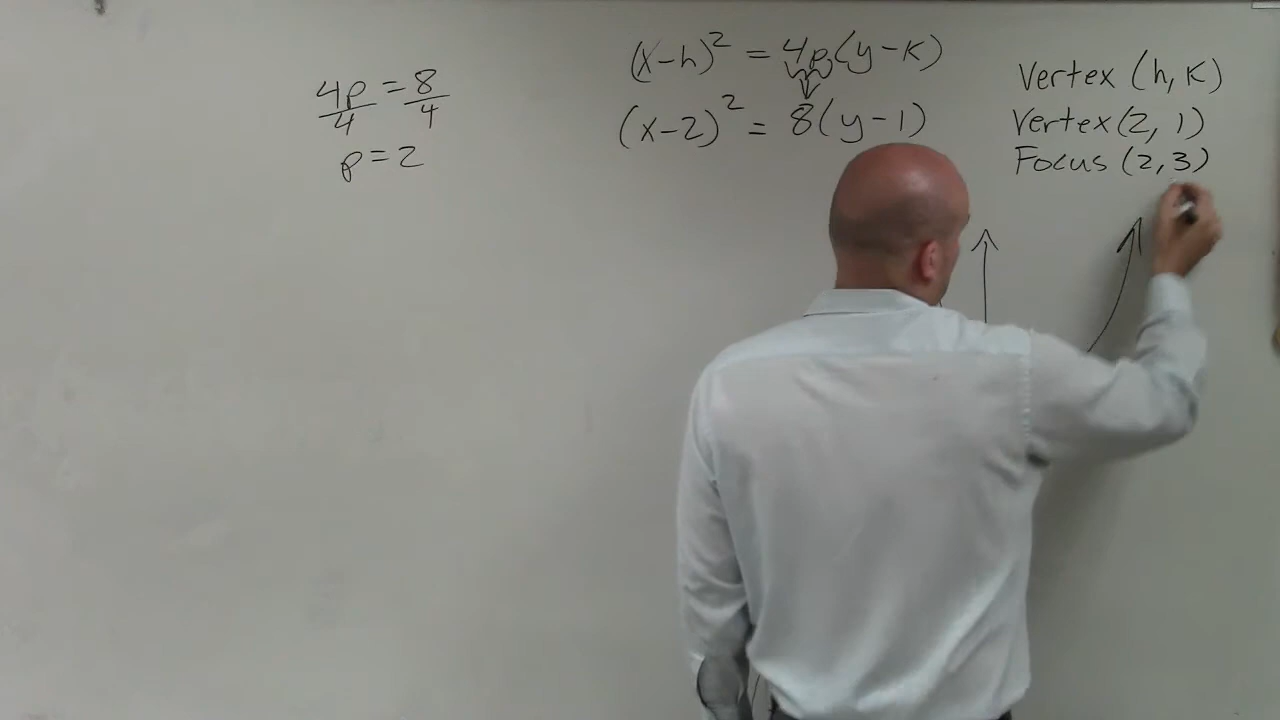 4p = 8
4 4
p = 2
(x-h)² = 4p(y-k)
(x-2)² = 8(y-1)
Vertex (h, k)
Vertex (2, 1)
Focus (2, 3)